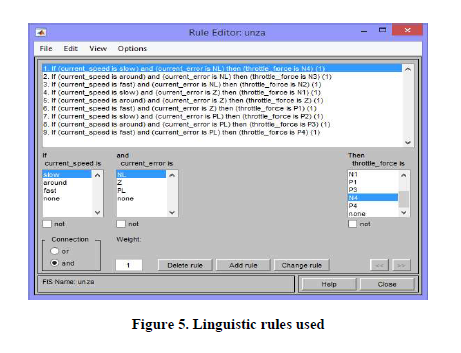 Rule Editor: unza
File Edit View Options
1. If (current_speed is slow) and (current_error is NL) then (throttle_force is N4) (1)
2. If (current_speed is around) and (current_error is NL) then (throttle_force is N3) (1)
3. If (current_speed is fast) and (current_error is NL) then (throttle_force is N2) (1)
4. If (current_speed is slow) and (current_error is Z) then (throttle_force is N1) (1)
5. If (current_speed is around) and (current_error is Z) then (throttle_force is Z) (1)
6. If (current_speed is fast) and (current_error is Z) then (throttle_force is P1) (1)
7. If (current_speed is slow) and (current_error is PL) then (throttle_force is P2) (1)
8. If (current_speed is around) and (current_error is PL) then (throttle_force is P3) (1)
9. If (current_speed is fast) and (current_error is PL) then (throttle_force is P4) (1)
If and Then
current_speed is current_error is throttle_force is
slow NL N1
around Z P1
fast PL P3
none none N4
P4
none
not not not
Connection Weight:
or
and 1 Delete rule Add rule Change rule << >>
FIS Name: unza Help Close
Figure 5. Linguistic rules used